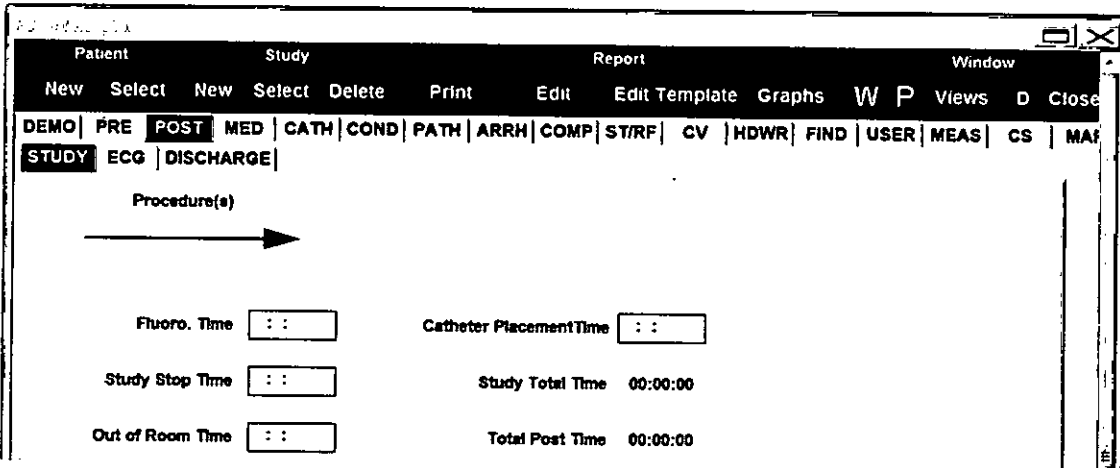 Patient Study Report Window
New Select New Select Delete Print Edit Edit Template Graphs W P Views D Close
DEMO PRE POST MED CATH COND PATH ARRH COMP ST/RF CV HDWR FIND USER MEAS CS
STUDY ECG DISCHARGE
Procedure(s)
Fluoro. Time : : Catheter PlacementTime : :
Study Stop Time : : Study Total Time 00:00:00
Out of Room Time : : Total Post Time 00:00:00